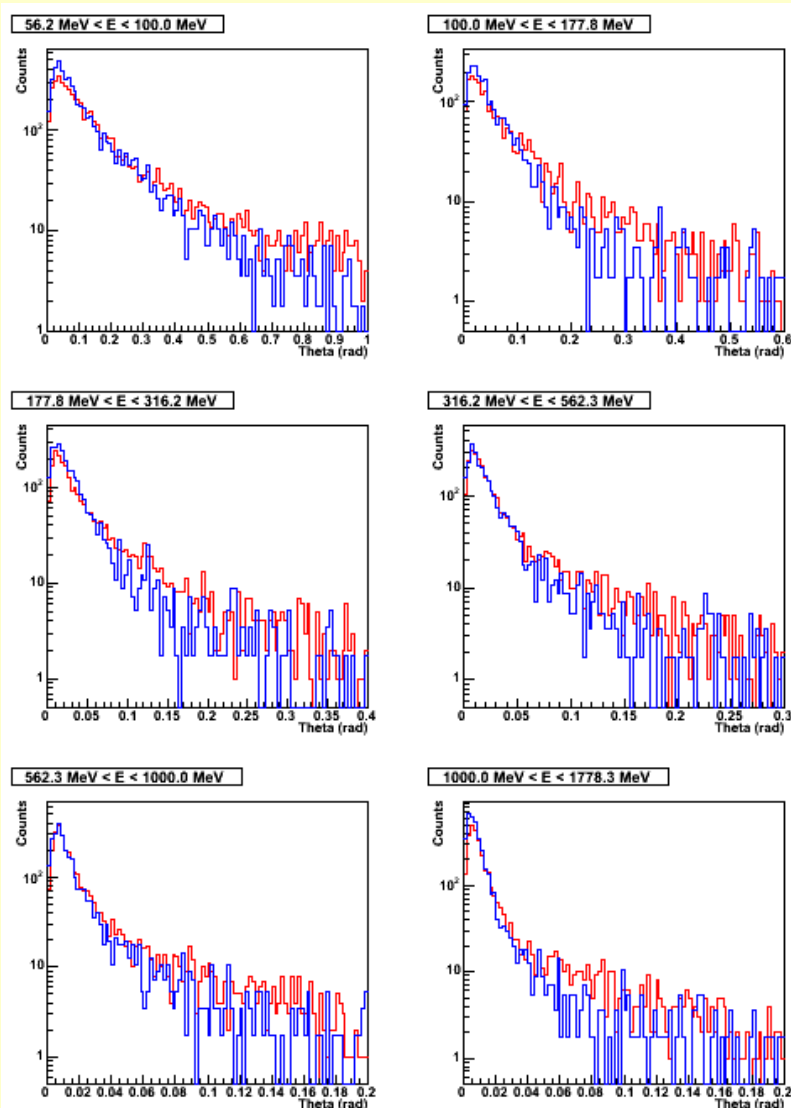 56.2 MeV < E < 100.0 MeV
Counts
10²
10
1
0 0.1 0.2 0.3 0.4 0.5 0.6 0.7 0.8 0.9 1
Theta (rad)
100.0 MeV < E < 177.8 MeV
Counts
10²
10
1
0 0.1 0.2 0.3 0.4 0.5 0.6
Theta (rad)
177.8 MeV < E < 316.2 MeV
Counts
10²
10
1
0 0.05 0.1 0.15 0.2 0.25 0.3 0.35 0.4
Theta (rad)
316.2 MeV < E < 562.3 MeV
Counts
10²
10
1
0 0.05 0.1 0.15 0.2 0.25 0.3
Theta (rad)
562.3 MeV < E < 1000.0 MeV
Counts
10²
10
1
0 0.02 0.04 0.06 0.08 0.1 0.12 0.14 0.16 0.18 0.2
Theta (rad)
1000.0 MeV < E < 1778.3 MeV
Counts
10²
10
1
0 0.02 0.04 0.06 0.08 0.1 0.12 0.14 0.16 0.18 0.2
Theta (rad)